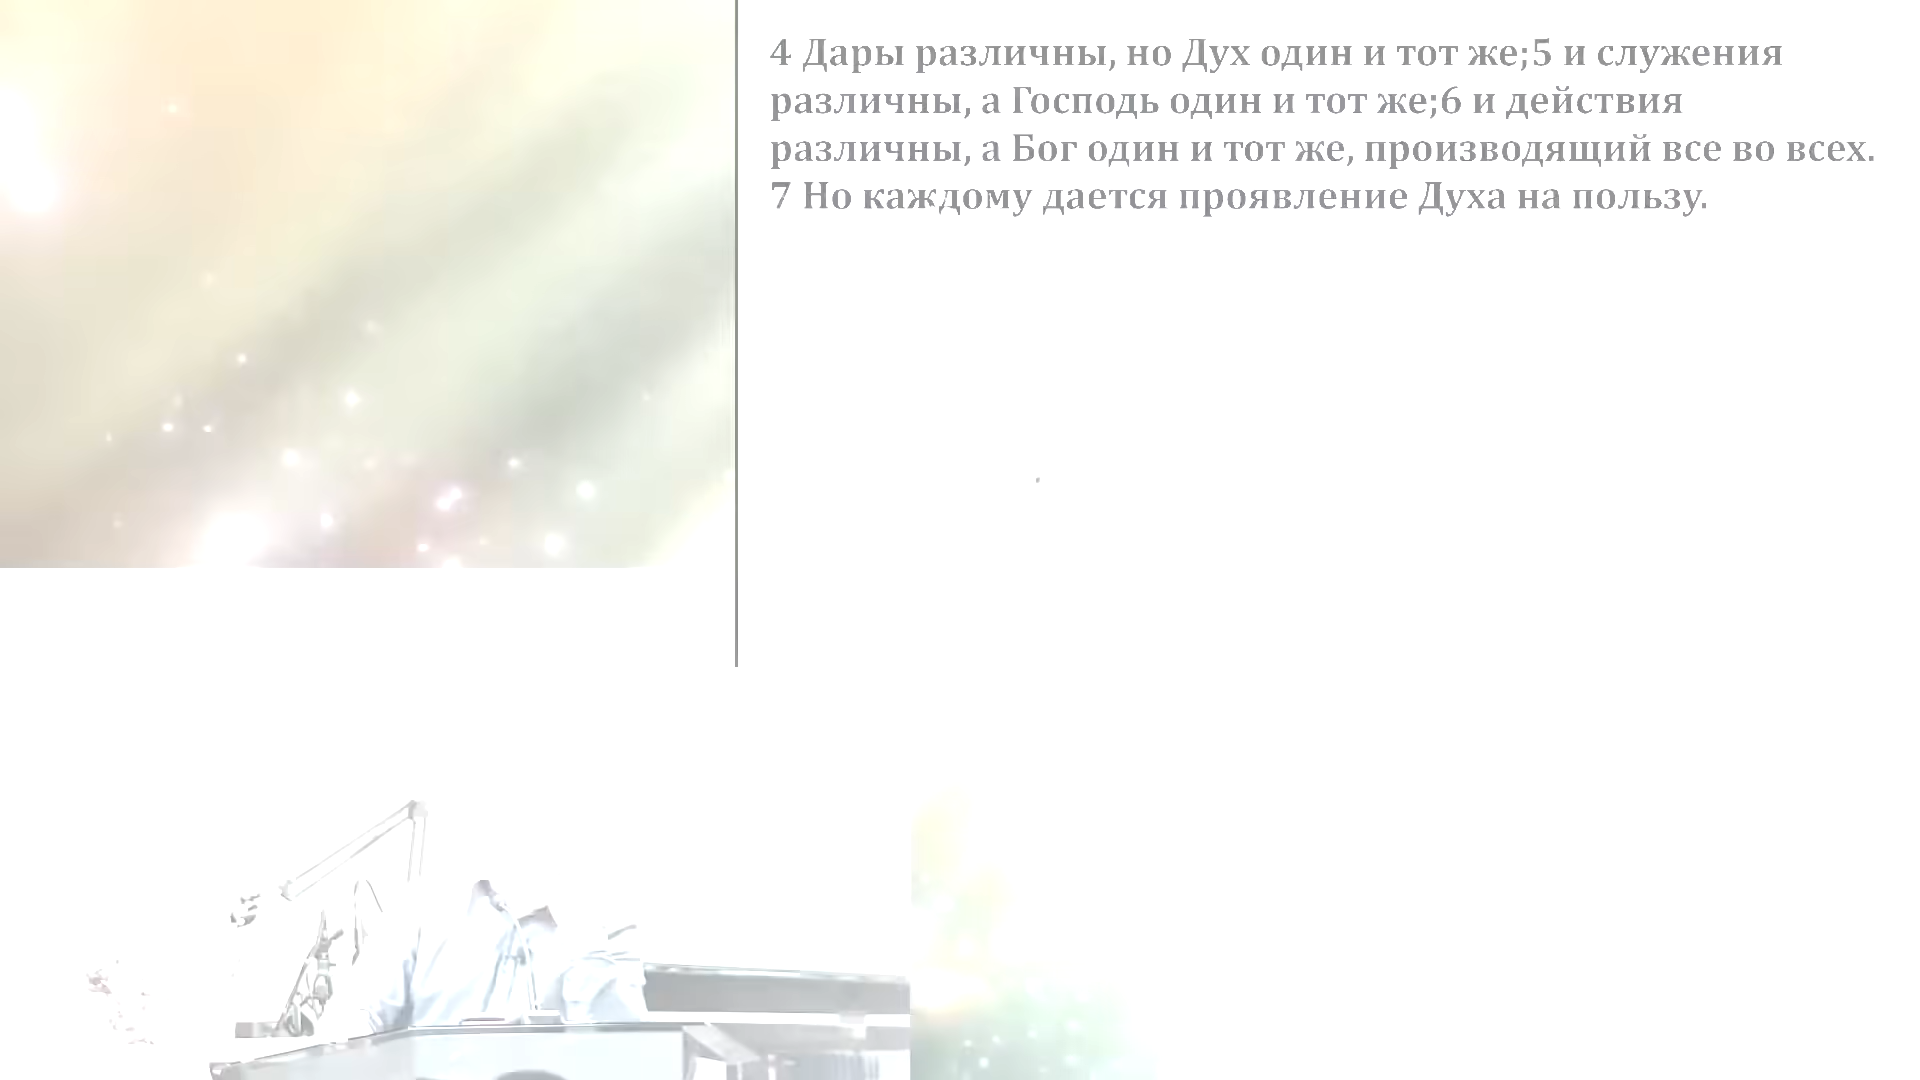 4 Дары различны, но Дух один и тот же;5 и служения
различны, а Господь один и тот же;6 и действия
различны, а Бог один и тот же, производящий все во всех.
7 Но каждому дается проявление Духа на пользу.